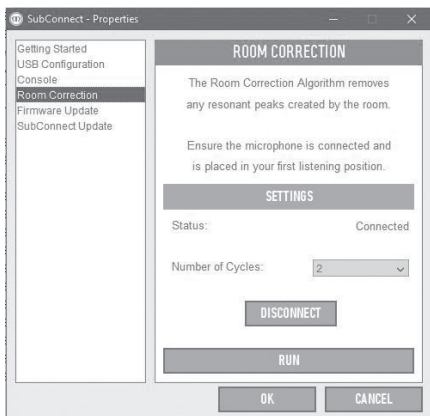 SubConnect - Properties
Getting Started
USB Configuration
Console
Room Correction
Firmware Update
SubConnect Update
ROOM CORRECTION
The Room Correction Algorithm removes
any resonant peaks created by the room.
Ensure the microphone is connected and
is placed in your first listening position.
SETTINGS
Status: Connected
Number of Cycles: 2
DISCONNECT
RUN
OK CANCEL